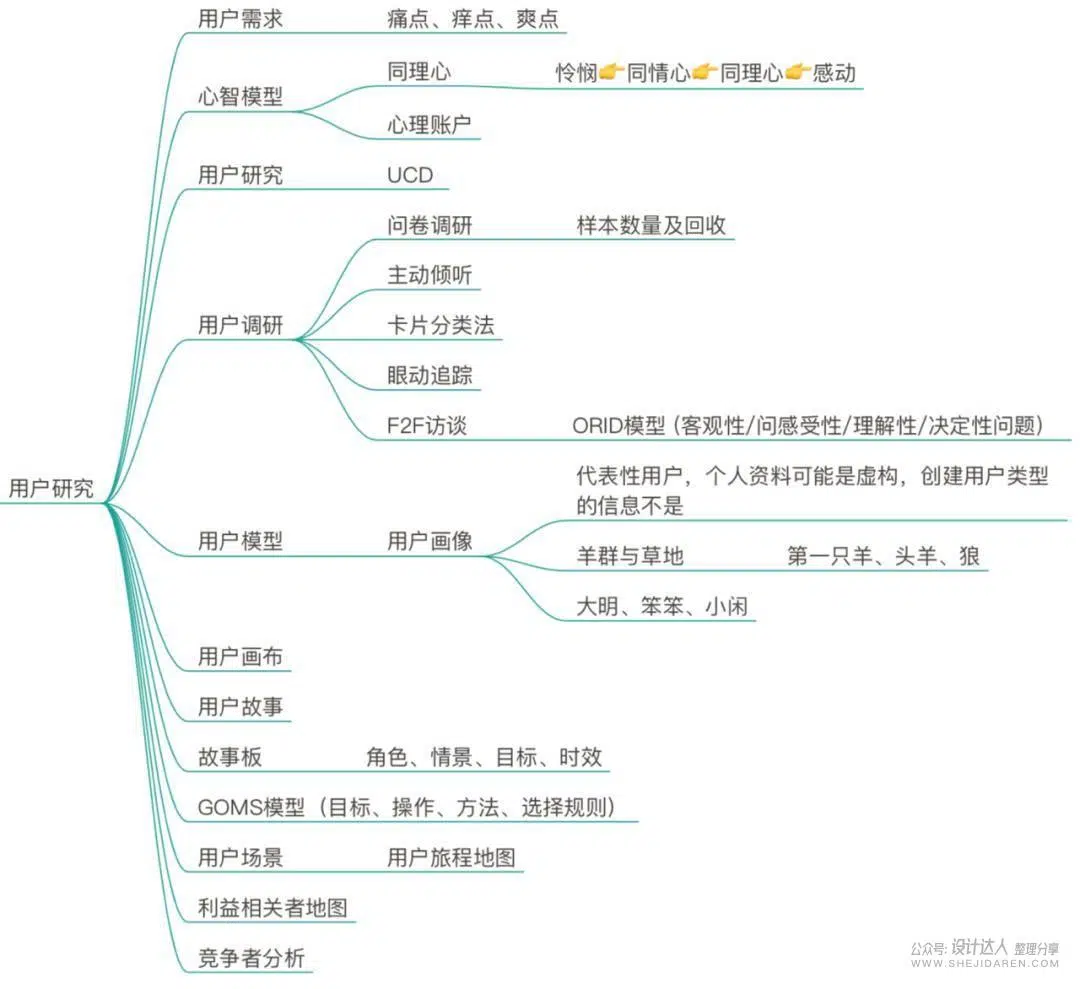 用户需求 痛点、痒点、爽点
同理心 怜悯👉同情心👉同理心👉感动
心智模型
心理账户
用户研究 UCD
问卷调研 样本数量及回收
主动倾听
用户调研 卡片分类法
眼动追踪
F2F访谈 ORID模型 (客观性/问感受性/理解性/决定性问题)
用户研究
代表性用户，个人资料可能是虚构，创建用户类型
的信息不是
用户模型 用户画像
羊群与草地 第一只羊、头羊、狼
大明、笨笨、小闲
用户画布
用户故事
故事板 角色、情景、目标、时效
GOMS模型（目标、操作、方法、选择规则）
用户场景 用户旅程地图
利益相关者地图
竞争者分析
公众号: 设计达人 整理分享
WWW.SHEJIDAREN.COM